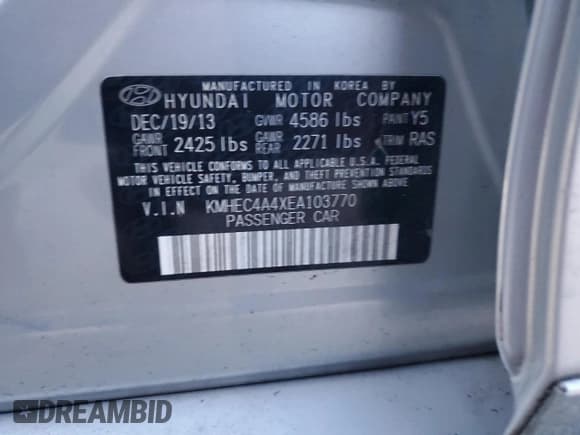 MANUFACTURED IN KOREA BY
HYUNDAI MOTOR COMPANY
DEC/19/13 GVWR 4586 lbs PAINT Y5
GAWR FRONT 2425 lbs GAWR REAR 2271 lbs TRIM RAS
THIS VEHICLE CONFORMS TO ALL APPLICABLE U.S.A. FEDERAL
MOTOR VEHICLE SAFETY, BUMPER, AND THEFT PREVENTION STANDARDS
IN EFFECT ON THE DATE OF MANUFACTURE SHOWN ABOVE.
V.I.N KMHEC4A4XEA103770
PASSENGER CAR
DREAMBID